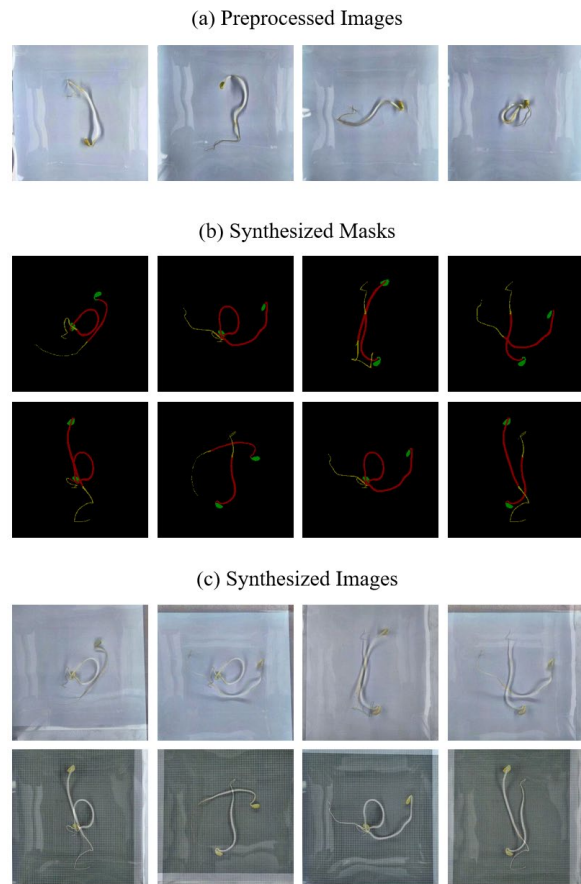 (a) Preprocessed Images
(b) Synthesized Masks
(c) Synthesized Images